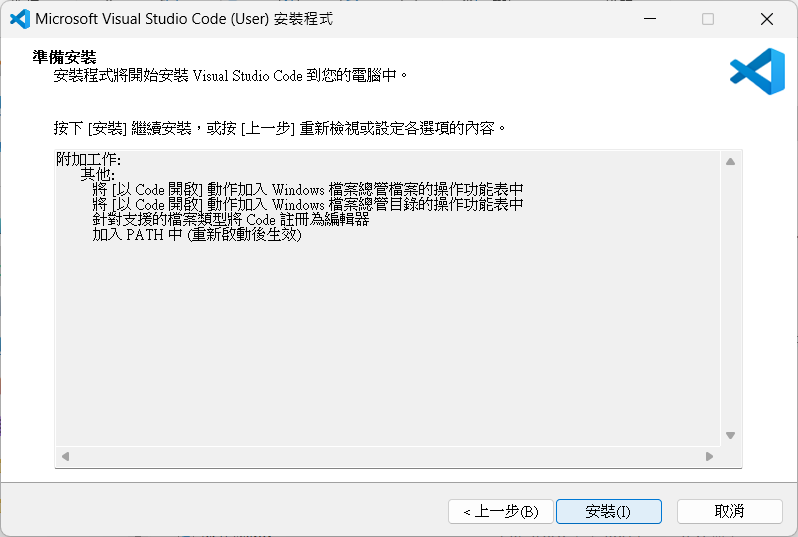 Microsoft Visual Studio Code (User) 安裝程式
準備安裝
安裝程式將開始安裝 Visual Studio Code 到您的電腦中。
按下 [安裝] 繼續安裝，或按 [上一步] 重新檢視或設定各選項的內容。
附加工作:
其他:
將 [以 Code 開啟] 動作加入 Windows 檔案總管檔案的操作功能表中
將 [以 Code 開啟] 動作加入 Windows 檔案總管目錄的操作功能表中
針對支援的檔案類型將 Code 註冊為編輯器
加入 PATH 中 (重新啟動後生效)
< 上一步(B)
安裝(I)
取消